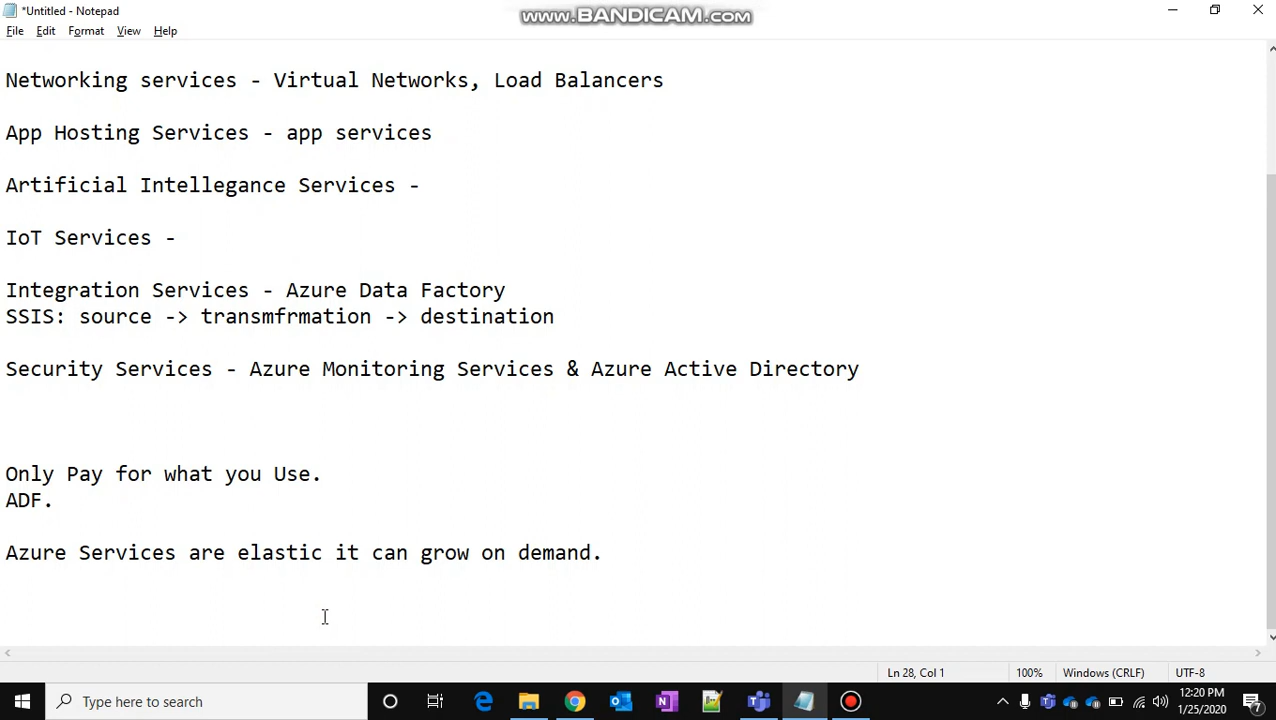 *Untitled - Notepad
www.BANDICAM.com
File Edit Format View Help
Networking services - Virtual Networks, Load Balancers
App Hosting Services - app services
Artificial Intellegance Services -
IoT Services -
Integration Services - Azure Data Factory
SSIS: source -> transmfrmation -> destination
Security Services - Azure Monitoring Services & Azure Active Directory
Only Pay for what you Use.
ADF.
Azure Services are elastic it can grow on demand.
Ln 28, Col 1 100% Windows (CRLF) UTF-8
Type here to search
12:20 PM
1/25/2020
7